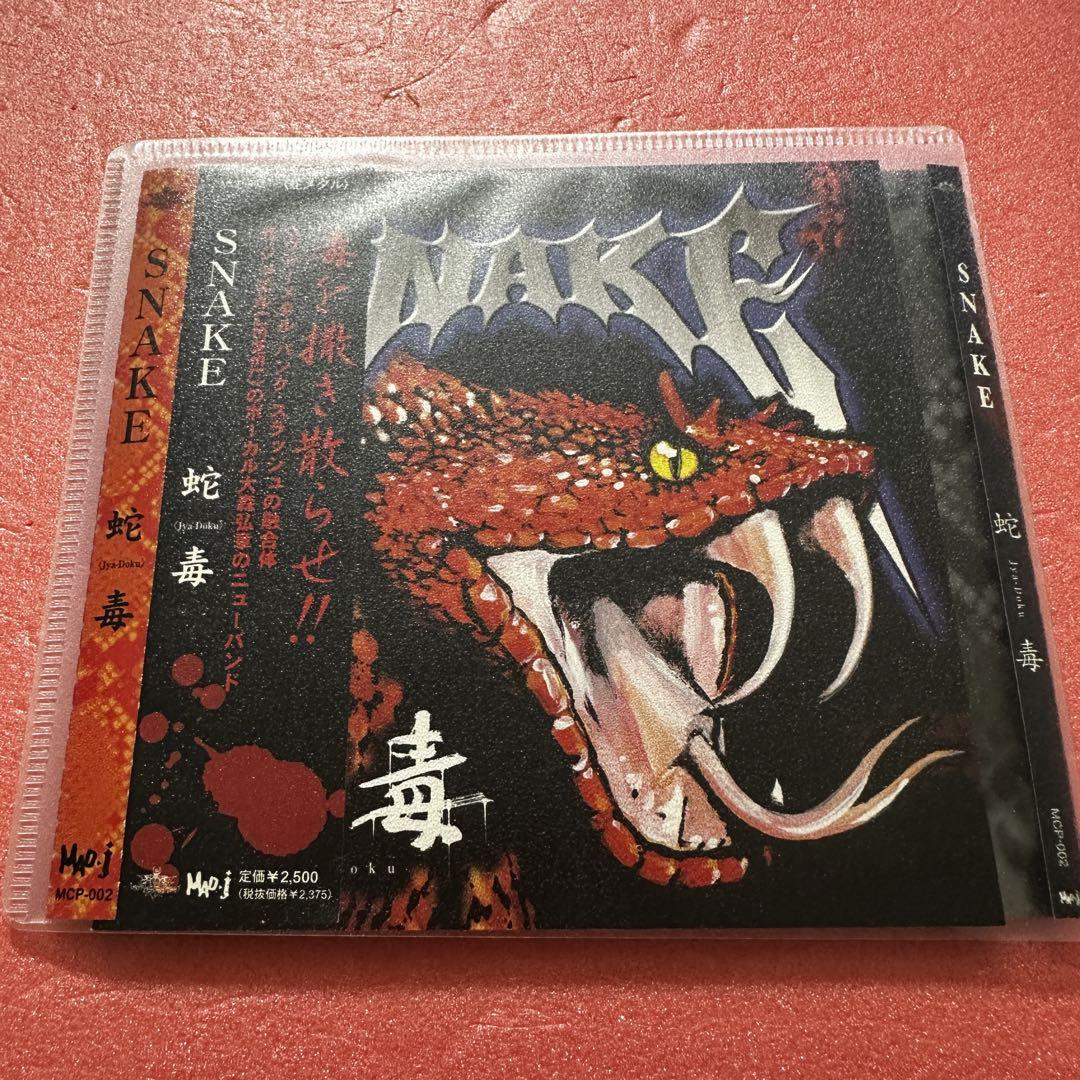 SNAKE
蛇
〈Jya-Doku〉
毒
MAD.j
MCP-002
SNAKE
蛇
〈Jya-Doku〉
毒
毒を撒き散らせ!!
のボーカル大森
のニューバンド
MAD.j
定価¥2,500
(税抜価格¥2,375)
NAKE
毒
oku
SNAKE
蛇
Jya-Doku
毒
MCP-002